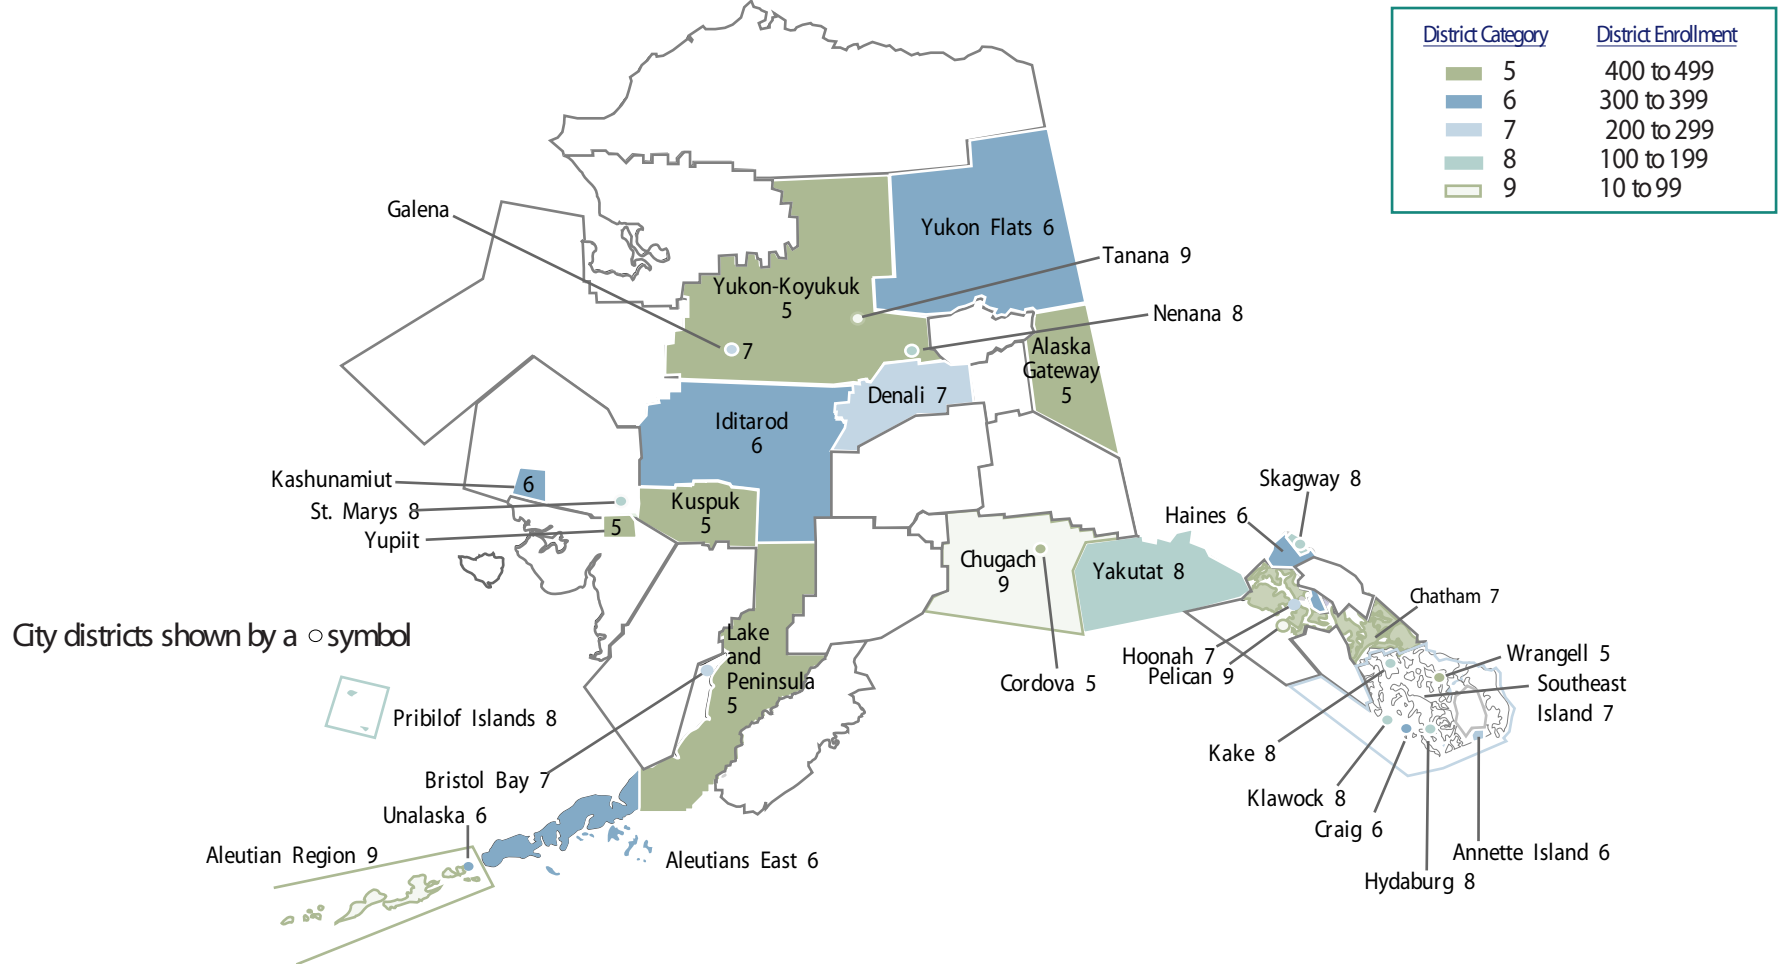 District Category District Enrollment
5 400 to 499
6 300 to 399
7 200 to 299
8 100 to 199
9 10 to 99
Galena
7
Yukon Flats 6
Tanana 9
Yukon-Koyukuk
5
Nenana 8
Alaska
Gateway
5
Denali 7
Iditarod
6
Kashunamiut
6
St. Marys 8
Yupiit
5
Kuspuk
5
Skagway 8
Haines 6
Chugach
9
Yakutat 8
Chatham 7
City districts shown by a ○ symbol
Lake
and
Peninsula
5
Hoonah 7
Pelican 9
Cordova 5
Wrangell 5
Southeast
Island 7
Pribilof Islands 8
Kake 8
Bristol Bay 7
Klawock 8
Unalaska 6
Craig 6
Aleutian Region 9
Aleutians East 6
Annette Island 6
Hydaburg 8